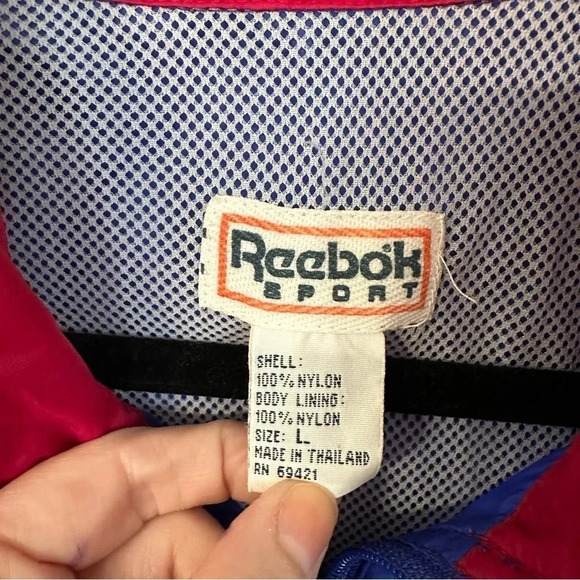 Reebok
SPORT
SHELL:
100% NYLON
BODY LINING:
100% NYLON
SIZE: L
MADE IN THAILAND
RN 69421